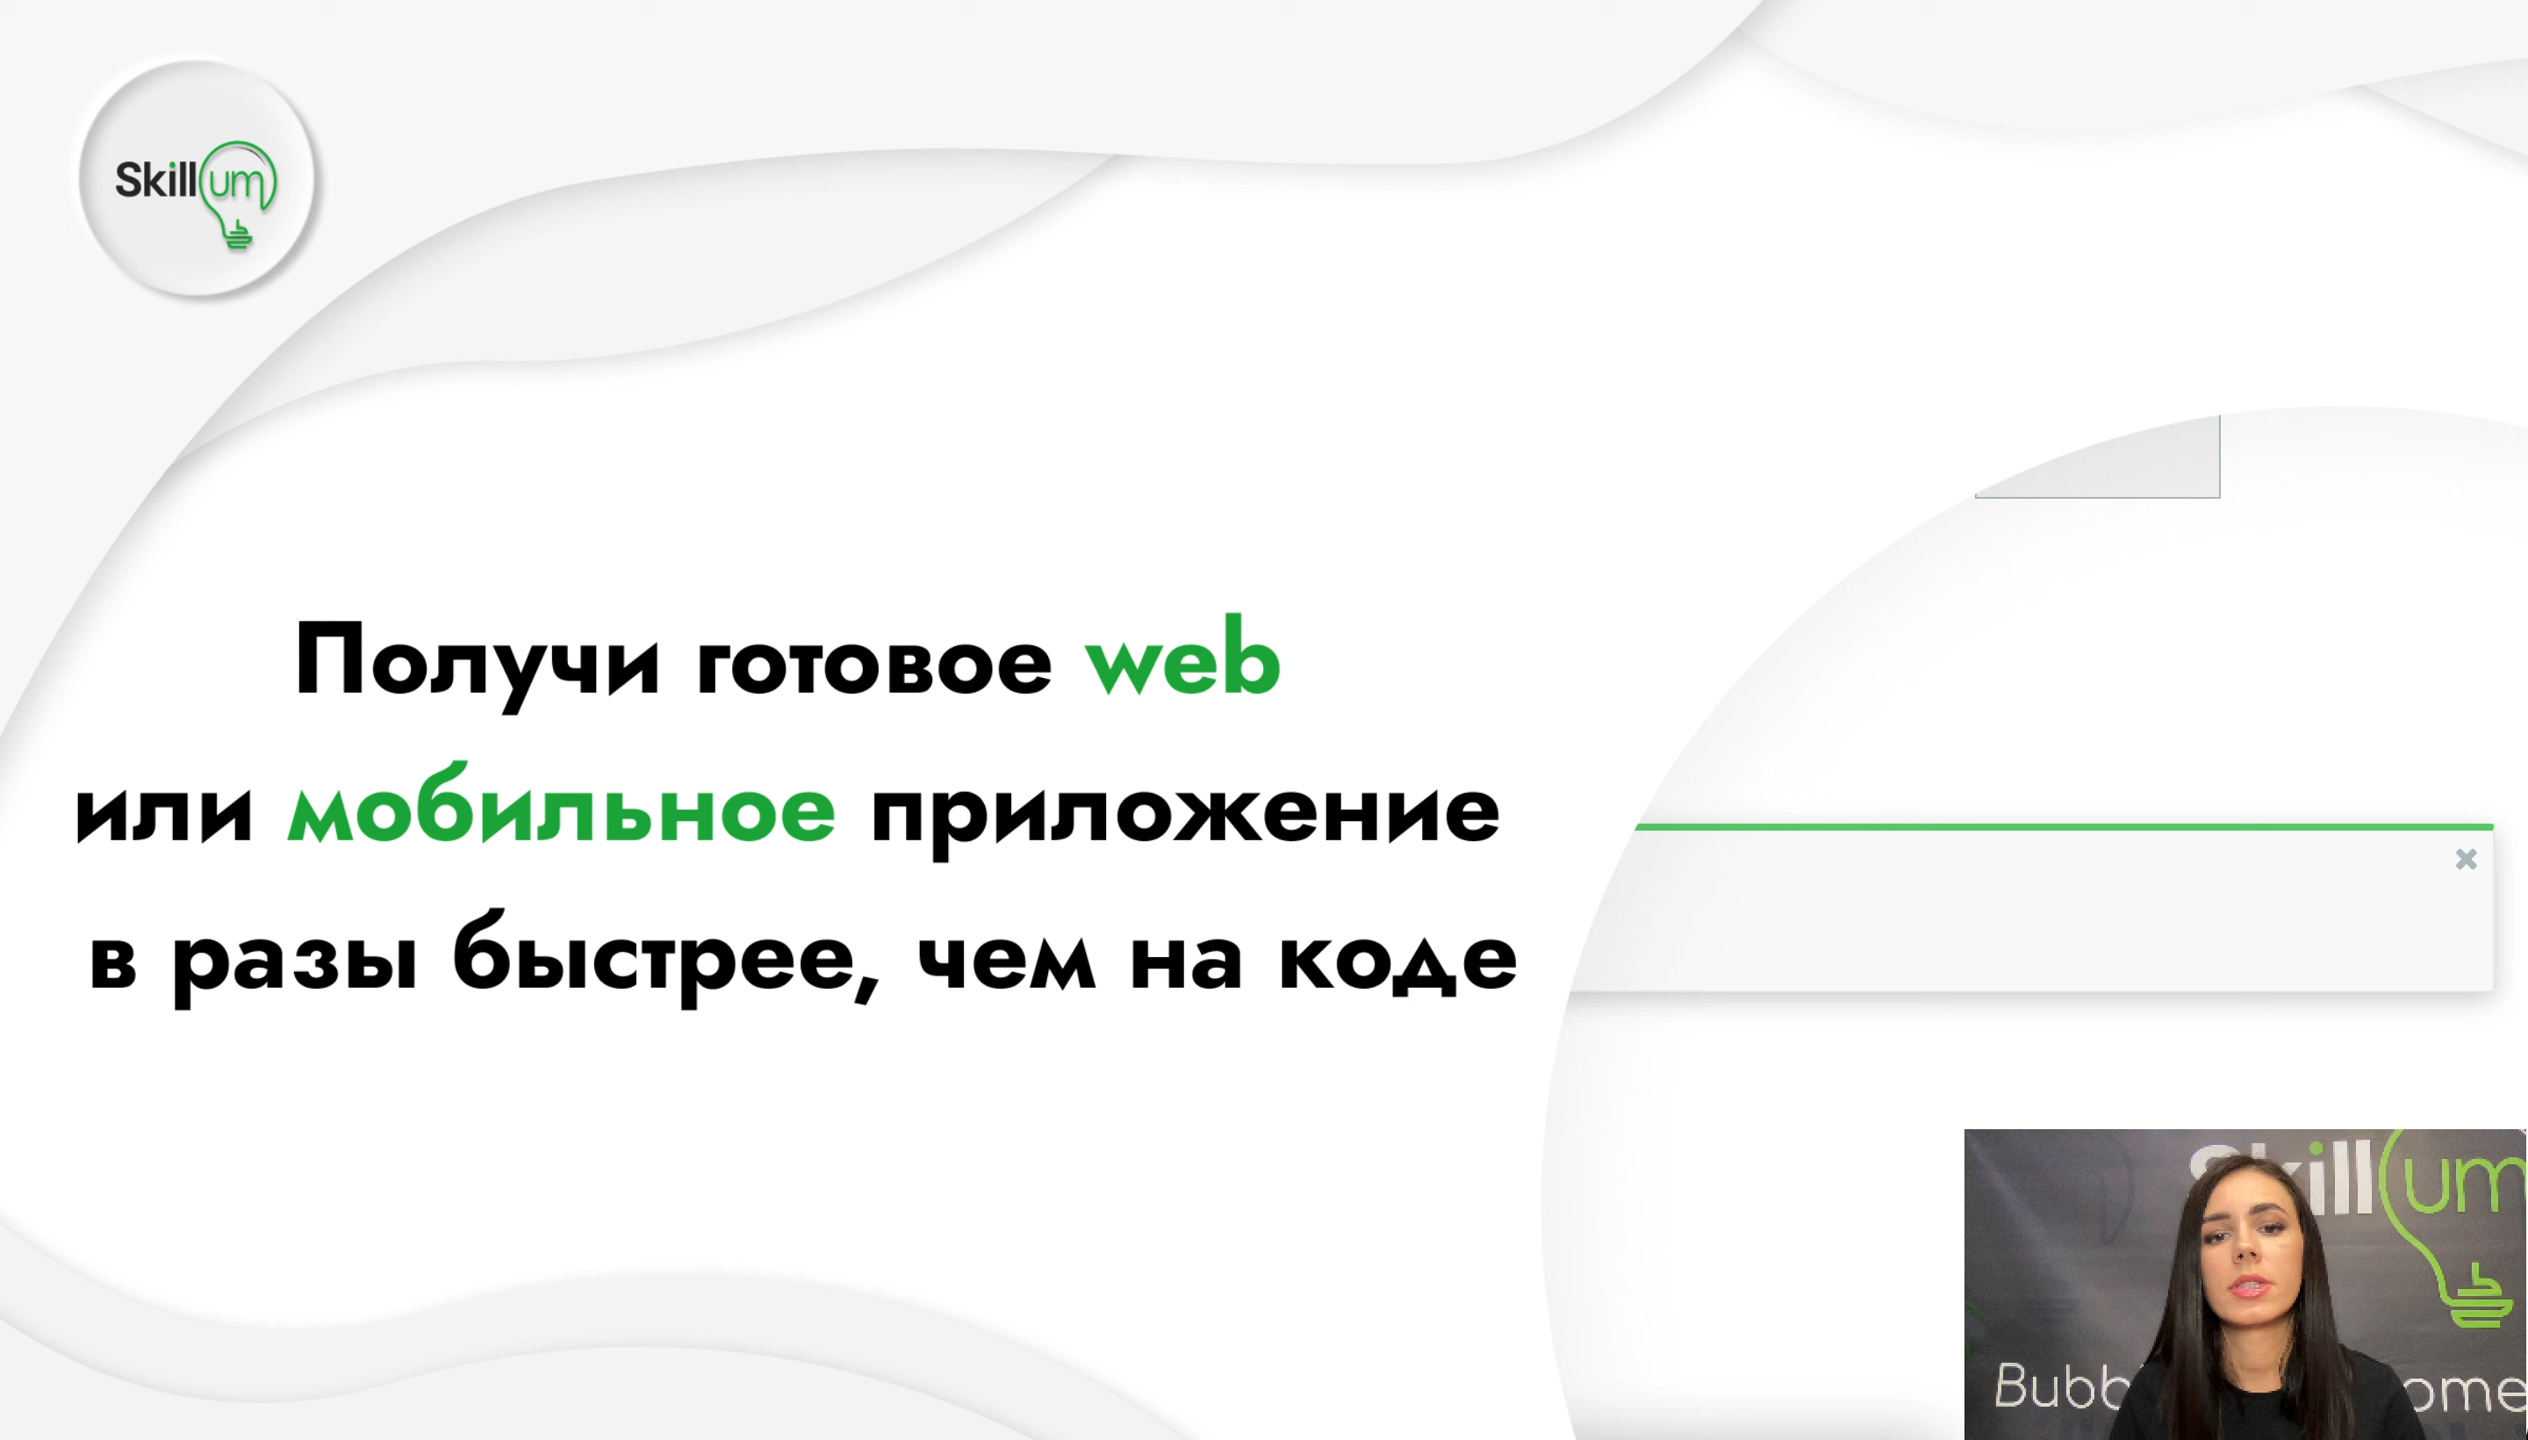 Skillum
Получи готовое web
или мобильное приложение
в разы быстрее, чем на коде
Skillum